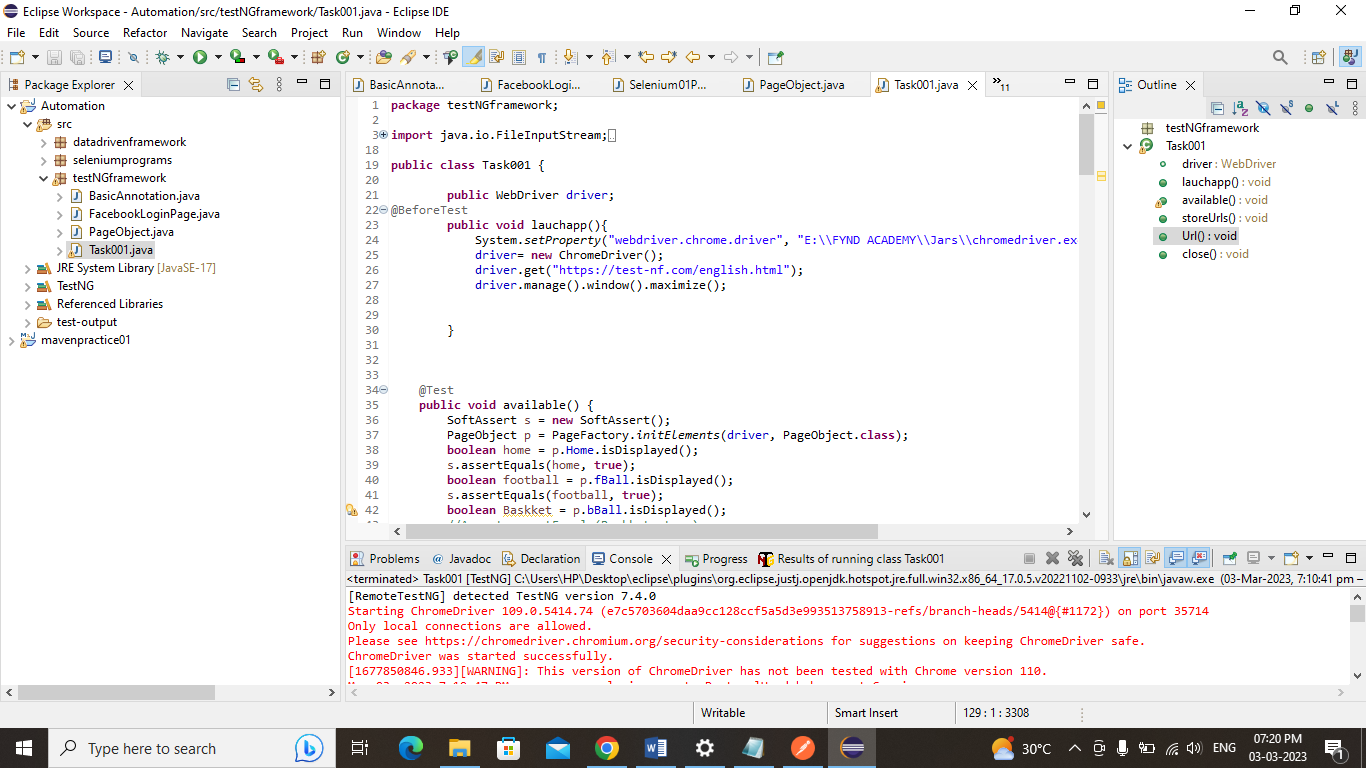 Eclipse Workspace - Automation/src/testNGframework/Task001.java - Eclipse IDE
File Edit Source Refactor Navigate Search Project Run Window Help
Package Explorer
Automation
src
datadrivenframework
seleniumprograms
testNGframework
BasicAnnotation.java
FacebookLoginPage.java
PageObject.java
Task001.java
JRE System Library [JavaSE-17]
TestNG
Referenced Libraries
test-output
mavenpractice01
BasicAnnota... FacebookLogi... Selenium01P... PageObject.java Task001.java »11
1 package testNGframework;
2
3 import java.io.FileInputStream;
18
19 public class Task001 {
20
21 public WebDriver driver;
22 @BeforeTest
23 public void lauchapp(){
24 System.setProperty("webdriver.chrome.driver", "E:\\FYND ACADEMY\\Jars\\chromedriver.ex
25 driver= new ChromeDriver();
26 driver.get("https://test-nf.com/english.html");
27 driver.manage().window().maximize();
28
29
30 }
31
32
33
34 @Test
35 public void available() {
36 SoftAssert s = new SoftAssert();
37 PageObject p = PageFactory.initElements(driver, PageObject.class);
38 boolean home = p.Home.isDisplayed();
39 s.assertEquals(home, true);
40 boolean football = p.fBall.isDisplayed();
41 s.assertEquals(football, true);
42 boolean Baskket = p.bBall.isDisplayed();
Outline
testNGframework
Task001
driver : WebDriver
lauchapp() : void
available() : void
storeUrls() : void
Url() : void
close() : void
Problems @ Javadoc Declaration Console Progress Results of running class Task001
<terminated> Task001 [TestNG] C:\Users\HP\Desktop\eclipse\plugins\org.eclipse.justj.openjdk.hotspot.jre.full.win32.x86_64_17.0.5.v20221102-0933\jre\bin\javaw.exe (03-Mar-2023, 7:10:41 pm –
[RemoteTestNG] detected TestNG version 7.4.0
Starting ChromeDriver 109.0.5414.74 (e7c5703604daa9cc128ccf5a5d3e993513758913-refs/branch-heads/5414@{#1172}) on port 35714
Only local connections are allowed.
Please see https://chromedriver.chromium.org/security-considerations for suggestions on keeping ChromeDriver safe.
ChromeDriver was started successfully.
[1677850846.933][WARNING]: This version of ChromeDriver has not been tested with Chrome version 110.
Writable Smart Insert 129 : 1 : 3308
Type here to search
30°C ENG 07:20 PM
03-03-2023 1